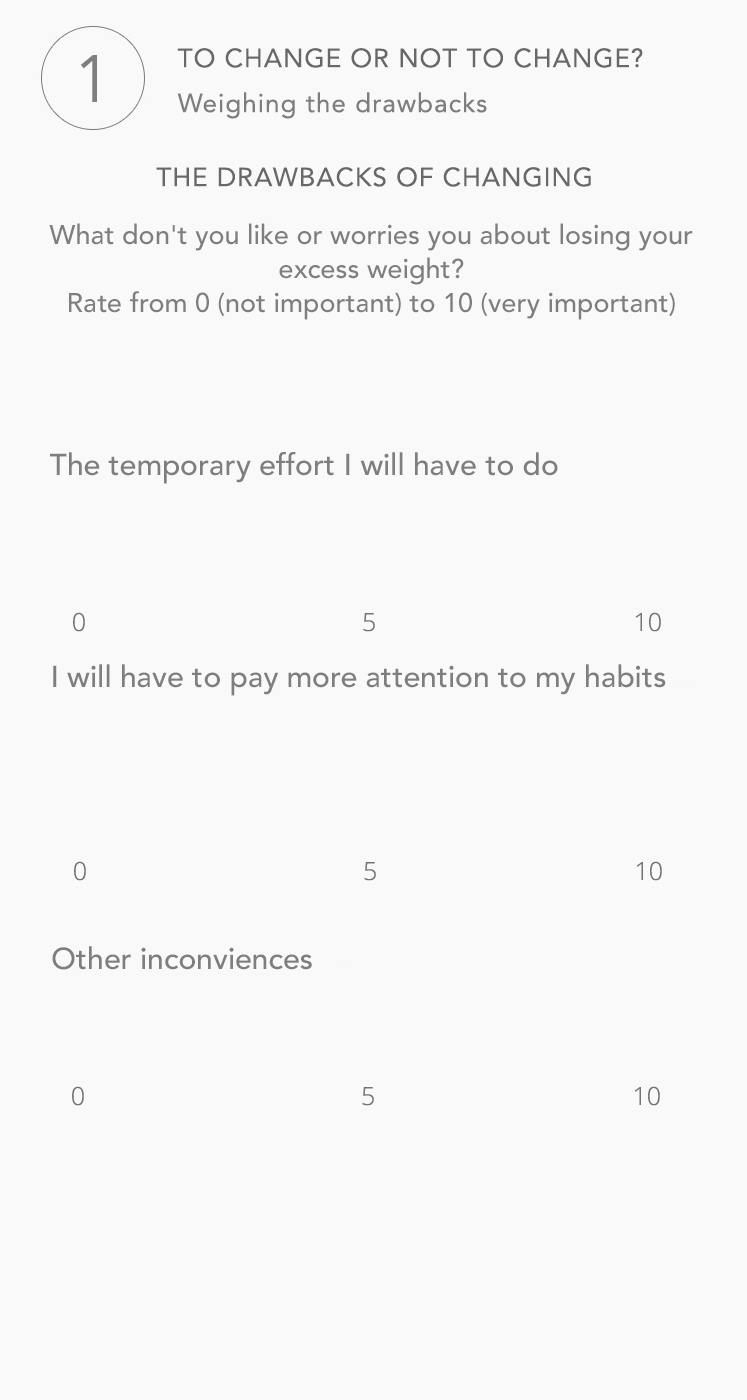 1
TO CHANGE OR NOT TO CHANGE?
Weighing the drawbacks
THE DRAWBACKS OF CHANGING
What don't you like or worries you about losing your
excess weight?
Rate from 0 (not important) to 10 (very important)
The temporary effort I will have to do
0 5 10
I will have to pay more attention to my habits
0 5 10
Other inconviences
0 5 10